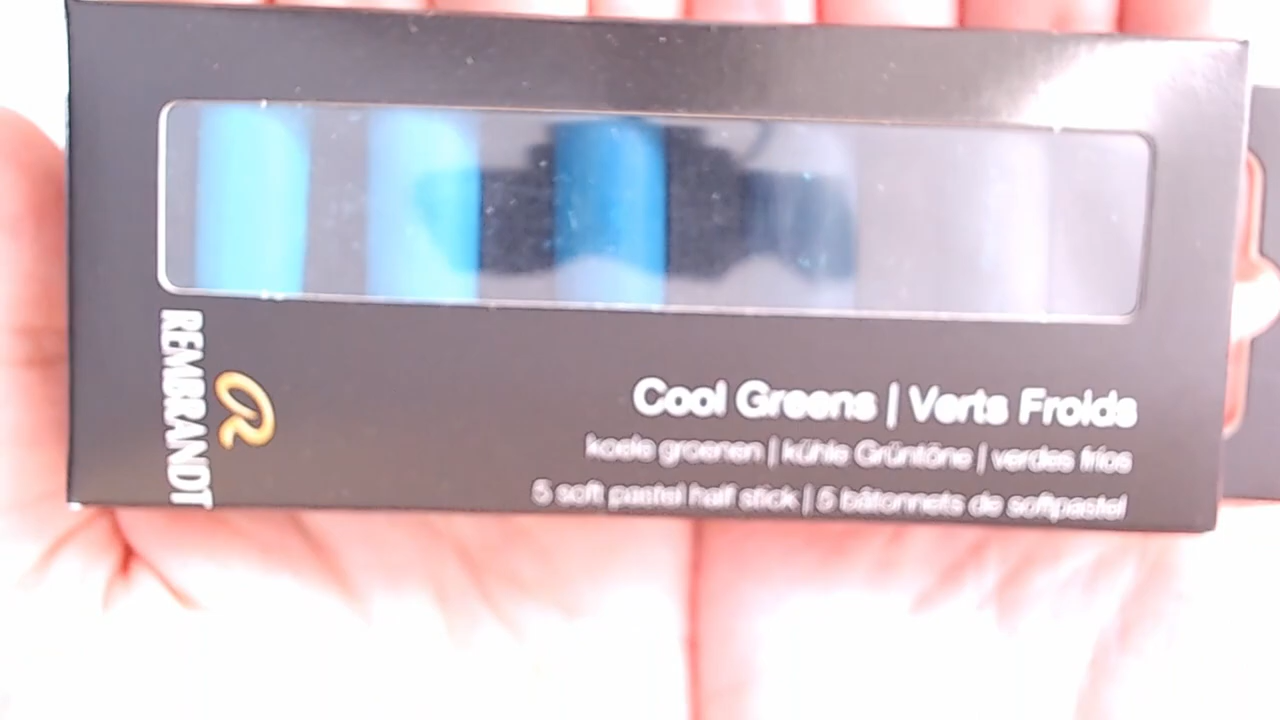 REMBRANDT
Cool Greens | Verts Froids
koele groenen | kühle Grüntöne | verdes fríos
5 soft pastel half stick | 5 bâtonnets de softpastel